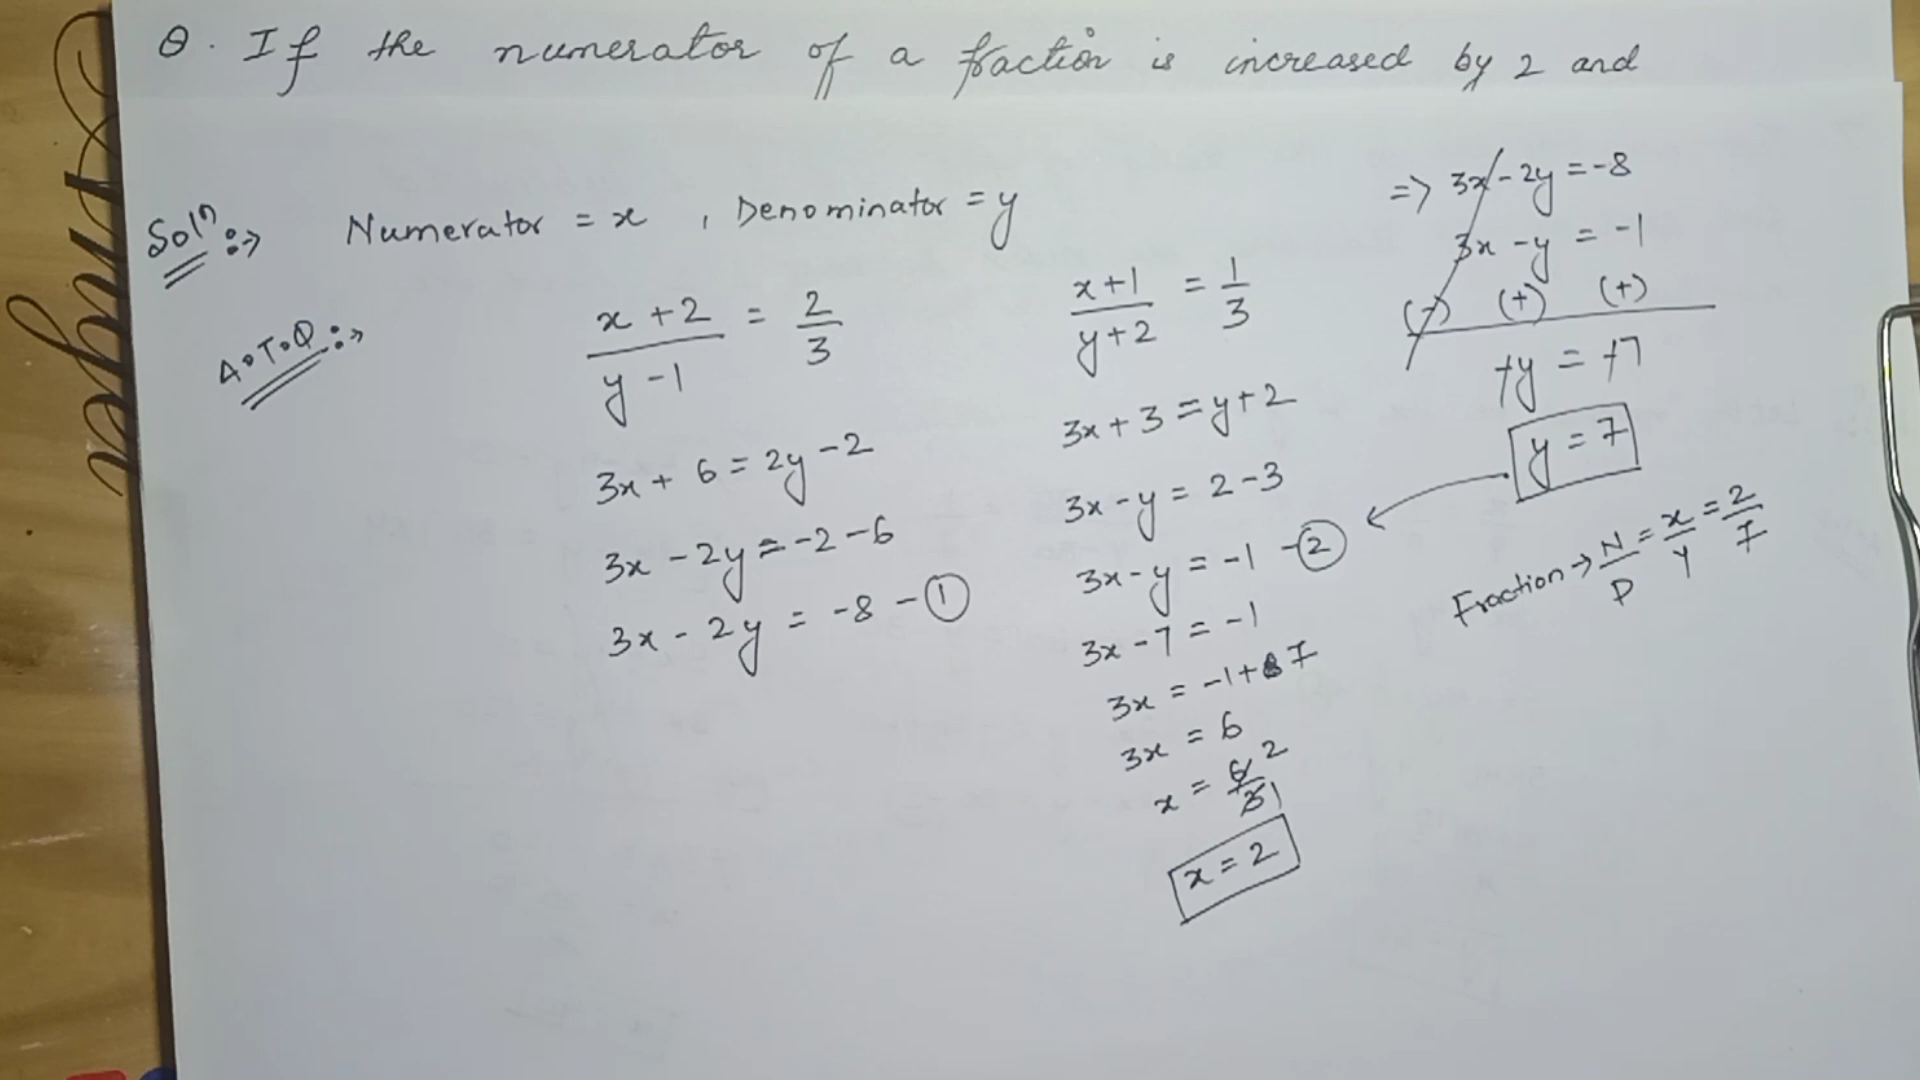 Q. If the numerator of a fraction is increased by 2 and
Solⁿ :→ Numerator = x , Denominator = y
A.T.Q :→
x + 2 / y - 1 = 2 / 3
3x + 6 = 2y - 2
3x - 2y = -2 - 6
3x - 2y = -8 - ①
x + 1 / y + 2 = 1 / 3
3x + 3 = y + 2
3x - y = 2 - 3
3x - y = -1 - ②
3x - 7 = -1
3x = -1 + 7
3x = 6
x = 6 2 / 3 1
x = 2
=> 3x - 2y = -8
3x - y = -1
(-) (+) (+)
+y = +7
y = 7
Fraction → N / D = x / y = 2 / 7